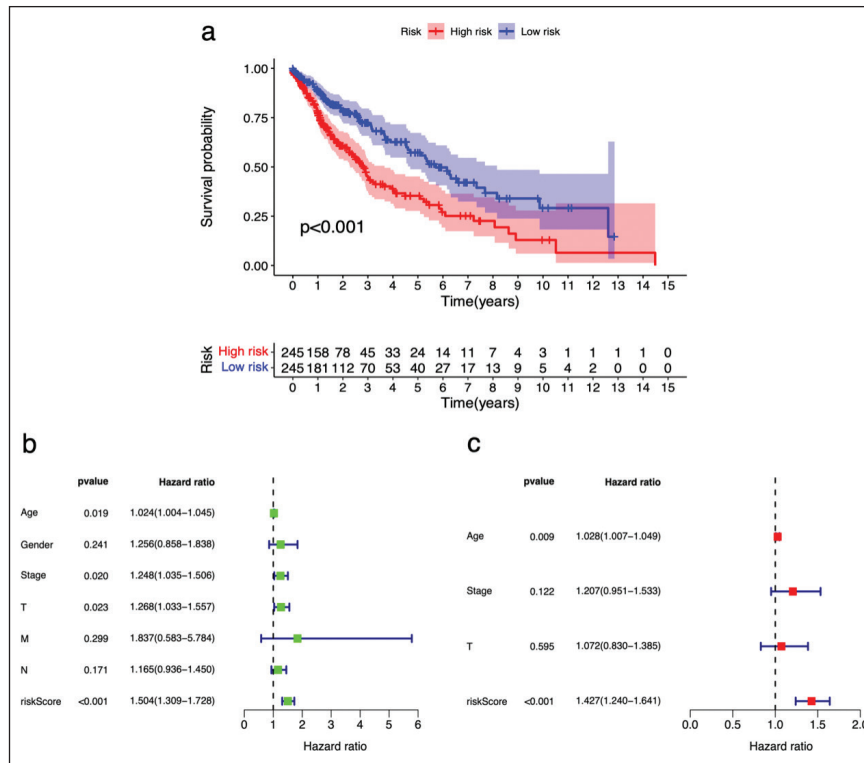 a
Risk High risk Low risk
Survival probability
1.00
0.75
0.50
0.25
0.00
p<0.001
0 1 2 3 4 5 6 7 8 9 10 11 12 13 14 15
Time(years)
Risk
High risk 245 158 78 45 33 24 14 11 7 4 3 1 1 1 1 0
Low risk 245 181 112 70 53 40 27 17 13 9 5 4 2 0 0 0
0 1 2 3 4 5 6 7 8 9 10 11 12 13 14 15
Time(years)
b
pvalue Hazard ratio
Age 0.019 1.024(1.004−1.045)
Gender 0.241 1.256(0.858−1.838)
Stage 0.020 1.248(1.035−1.506)
T 0.023 1.268(1.033−1.557)
M 0.299 1.837(0.583−5.784)
N 0.171 1.165(0.936−1.450)
riskScore <0.001 1.504(1.309−1.728)
0 1 2 3 4 5 6
Hazard ratio
c
pvalue Hazard ratio
Age 0.009 1.028(1.007−1.049)
Stage 0.122 1.207(0.951−1.533)
T 0.595 1.072(0.830−1.385)
riskScore <0.001 1.427(1.240−1.641)
0.0 0.5 1.0 1.5 2.0
Hazard ratio